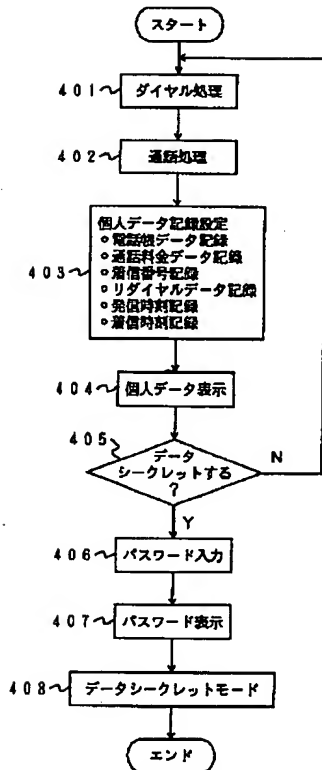 スタート
401 ダイヤル処理
402 通話処理
403
個人データ記録設定
○電話帳データ記録
○通話料金データ記録
○着信番号記録
○リダイヤルデータ記録
○発信時刻記録
○着信時刻記録
404 個人データ表示
405
データ
シークレットする
?
N
Y
406 パスワード入力
407 パスワード表示
408 データシークレットモード
エンド